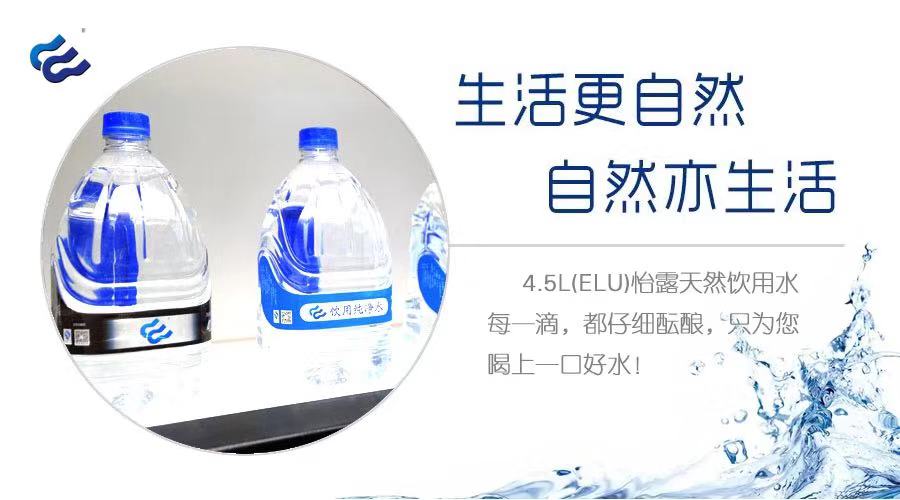 生活更自然
自然亦生活
4.5L(ELU)怡露天然饮用水
每一滴，都仔细酝酿，只为您
喝上一口好水！
饮用纯净水